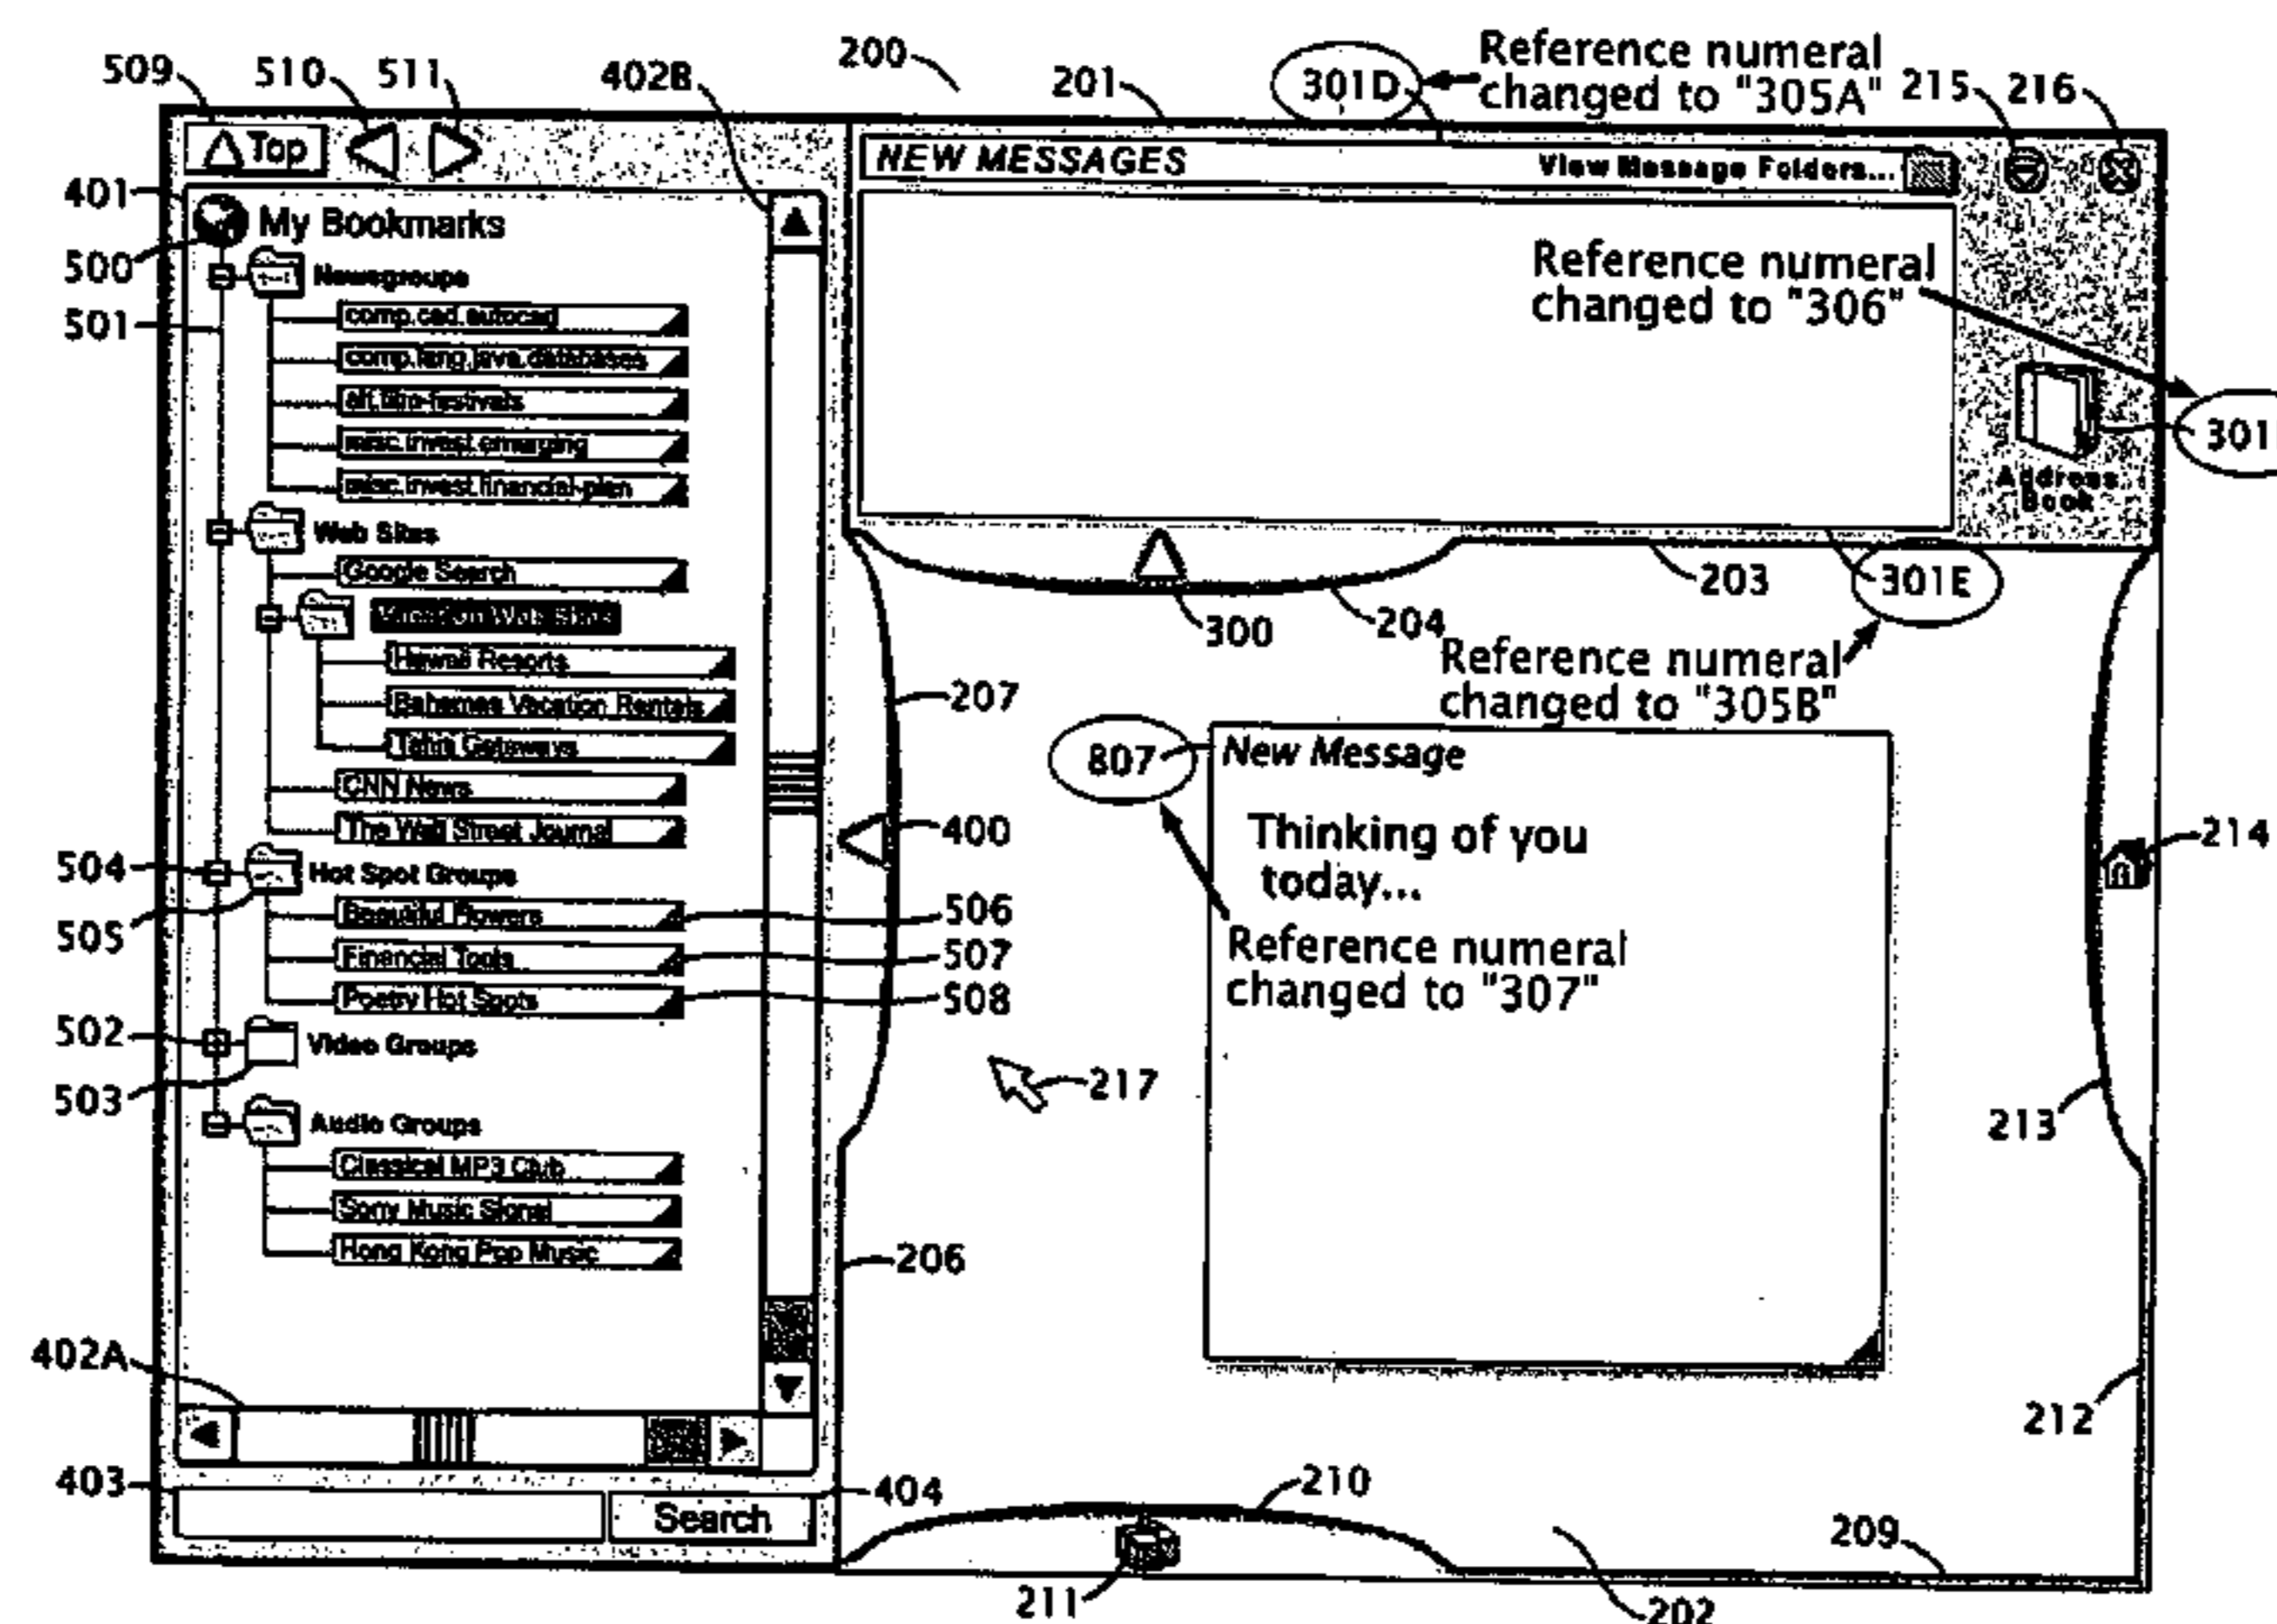 200
Reference numeral
changed to "305A"
509
510
511
402B
201
301D
215
216
Top
NEW MESSAGES
View Message Folders...
401
My Bookmarks
500
Newsgroups
Reference numeral
changed to "306"
501
comp.cad.autocad
comp.lang.java.databases
alt.film-festivals
misc.invest.emerging
misc.invest.financial-plan
301
Address
Book
Web Sites
Google Search
300
204
203
301E
Vacation Web Sites
Hawaii Resorts
Bahamas Vacation Rentals
207
Reference numeral
changed to "305B"
807
New Message
CNN News
The Wall Street Journal
400
Thinking of you
today...
214
504
Hot Spot Groups
505
Beautiful Flowers
506
Financial Tools
507
Poetry Hot Spots
508
Reference numeral
changed to "307"
502
Video Groups
503
217
213
Audio Groups
Classical MP3 Club
Sony Music Signal
Hong Kong Pop Music
206
402A
212
403
Search
404
210
211
202
209